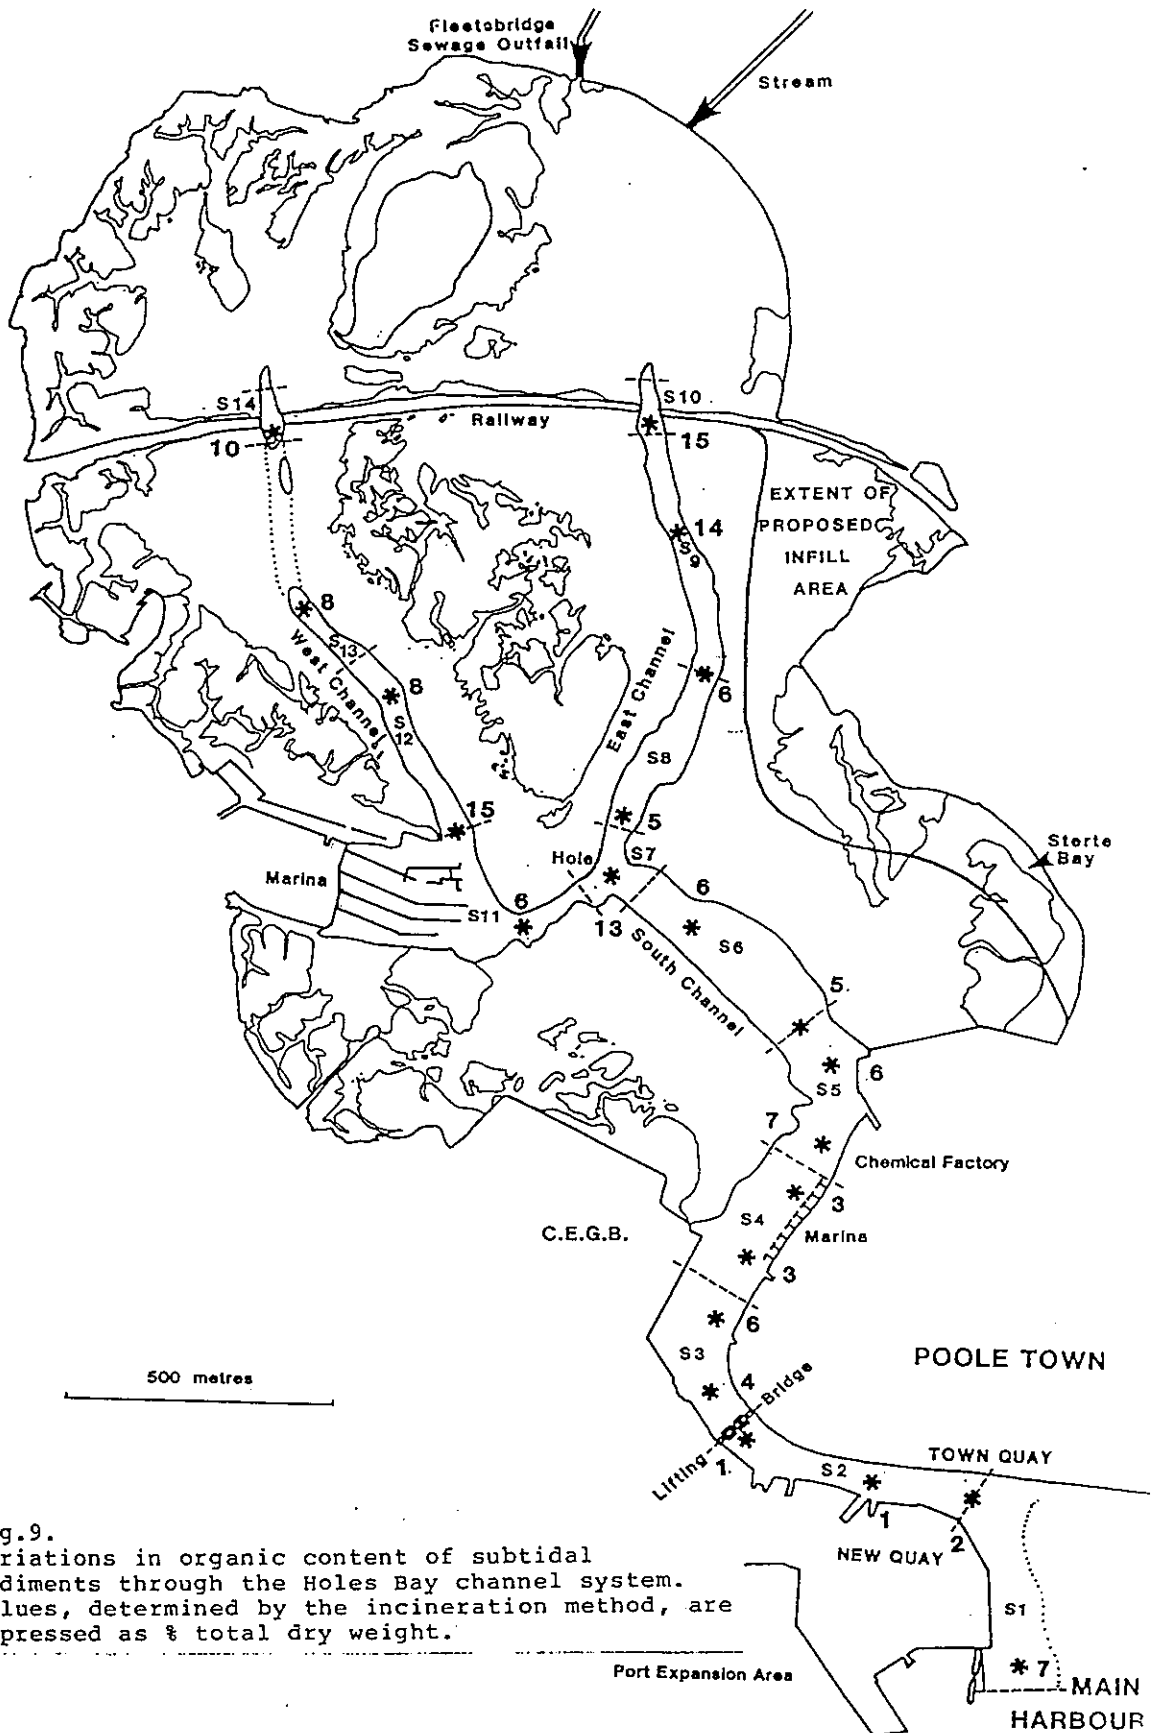 Fleetsbridge
Sewage Outfall
Stream
S14
S10
Railway
10
15
EXTENT OF
PROPOSED
INFILL
AREA
14
S9
8
S13
West Channel
8
S12
East Channel
6
S8
15
5
Sterte
Bay
Hole
S7
Marina
6
6
S11
13
S6
South Channel
5.
S5
6
7
Chemical Factory
3
S4
C.E.G.B.
Marina
3
6
S3
POOLE TOWN
500 metres
4
Bridge
Lifting
1.
S2
TOWN QUAY
1
2
NEW QUAY
g.9.
riations in organic content of subtidal
diments through the Holes Bay channel system.
lues, determined by the incineration method, are
pressed as % total dry weight.
S1
Port Expansion Area
7
MAIN
HARBOUR